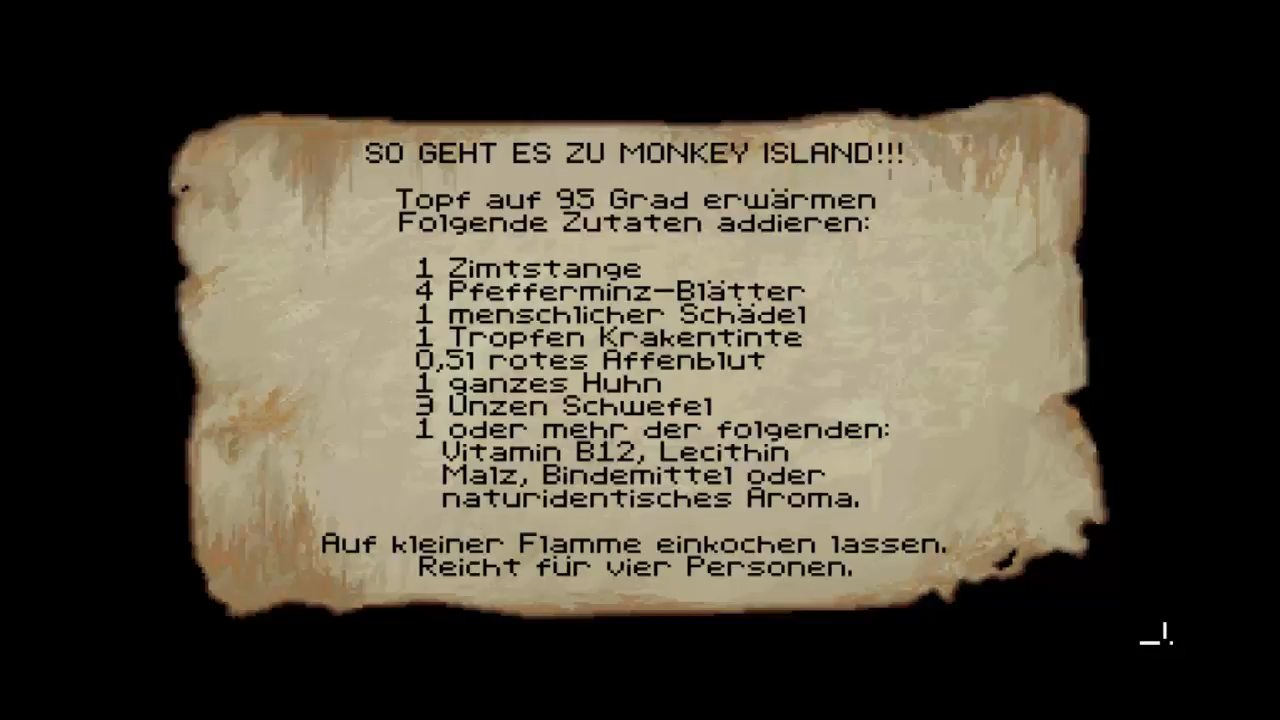 SO GEHT ES ZU MONKEY ISLAND!!!
Topf auf 95 Grad erwärmen
Folgende Zutaten addieren:
1 Zimtstange
4 Pfefferminz-Blätter
1 menschlicher Schädel
1 Tropfen Krakentinte
0,5l rotes Affenblut
1 ganzes Huhn
3 Unzen Schwefel
1 oder mehr der folgenden:
Vitamin B12, Lecithin
Malz, Bindemittel oder
naturidentisches Aroma.
Auf kleiner Flamme einkochen lassen.
Reicht für vier Personen.